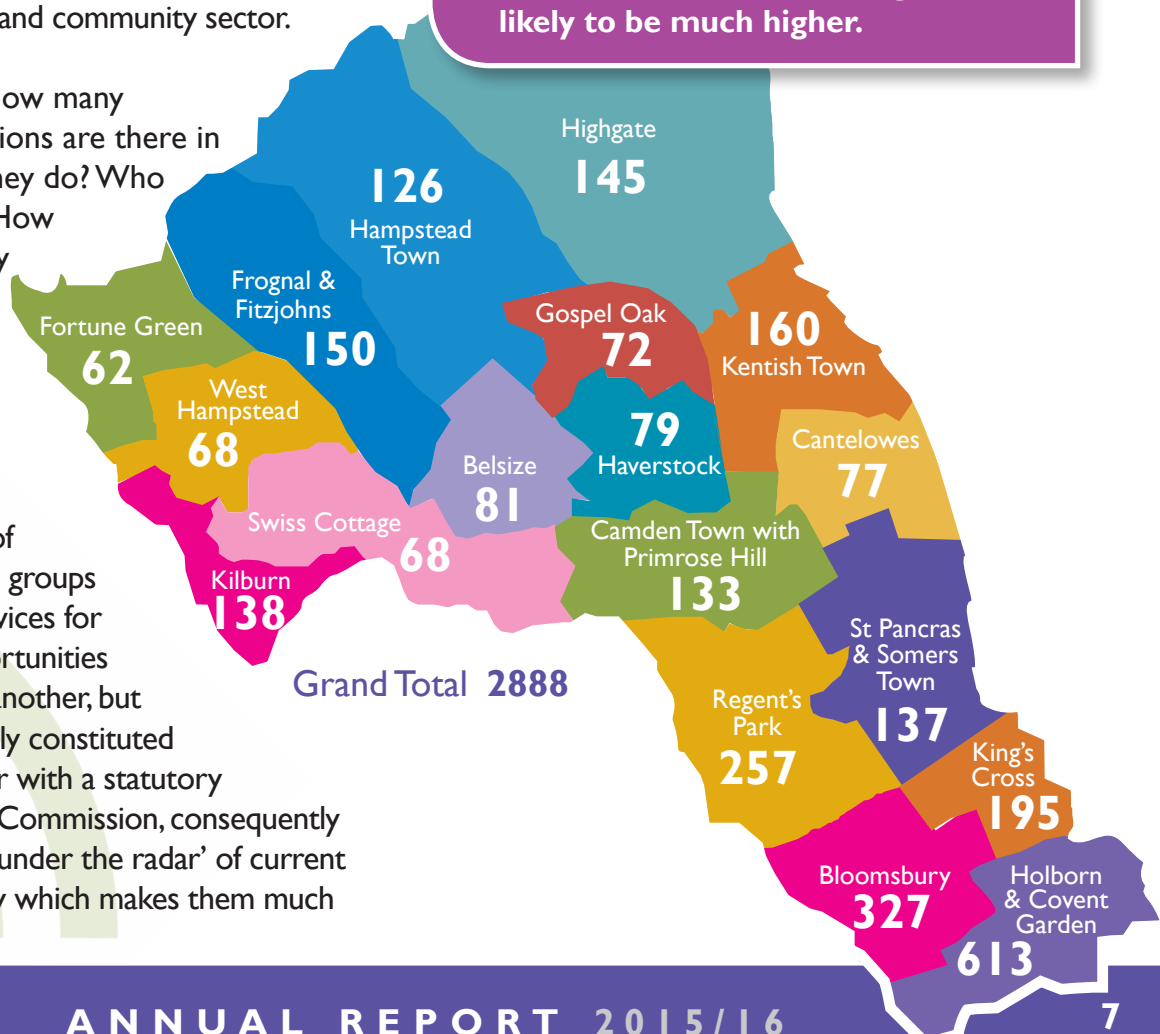 and community sector.
likely to be much higher.
ow many
tions are there in
hey do? Who
How
y
of
groups
vices for
ortunities
another, but
ly constituted
r with a statutory
Commission, consequently
under the radar’ of current
y which makes them much
Highgate
145
126
Hampstead
Town
Frognal &
Fitzjohns
150
Fortune Green
62
West
Hampstead
68
Gospel Oak
72
160
Kentish Town
79
Haverstock
Cantelowes
77
Belsize
81
Swiss Cottage
68
Camden Town with
Primrose Hill
133
Kilburn
138
St Pancras
& Somers
Town
137
Grand Total 2888
Regent’s
Park
257
King’s
Cross
195
Bloomsbury
327
Holborn
& Covent
Garden
613
ANNUAL REPORT 2015/16
7